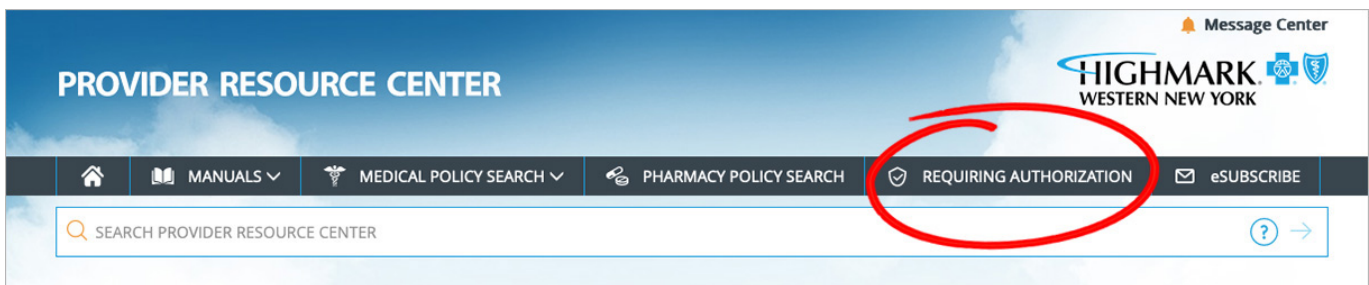 Message Center
PROVIDER RESOURCE CENTER
HIGHMARK.
WESTERN NEW YORK
MANUALS MEDICAL POLICY SEARCH PHARMACY POLICY SEARCH REQUIRING AUTHORIZATION eSUBSCRIBE
SEARCH PROVIDER RESOURCE CENTER ?